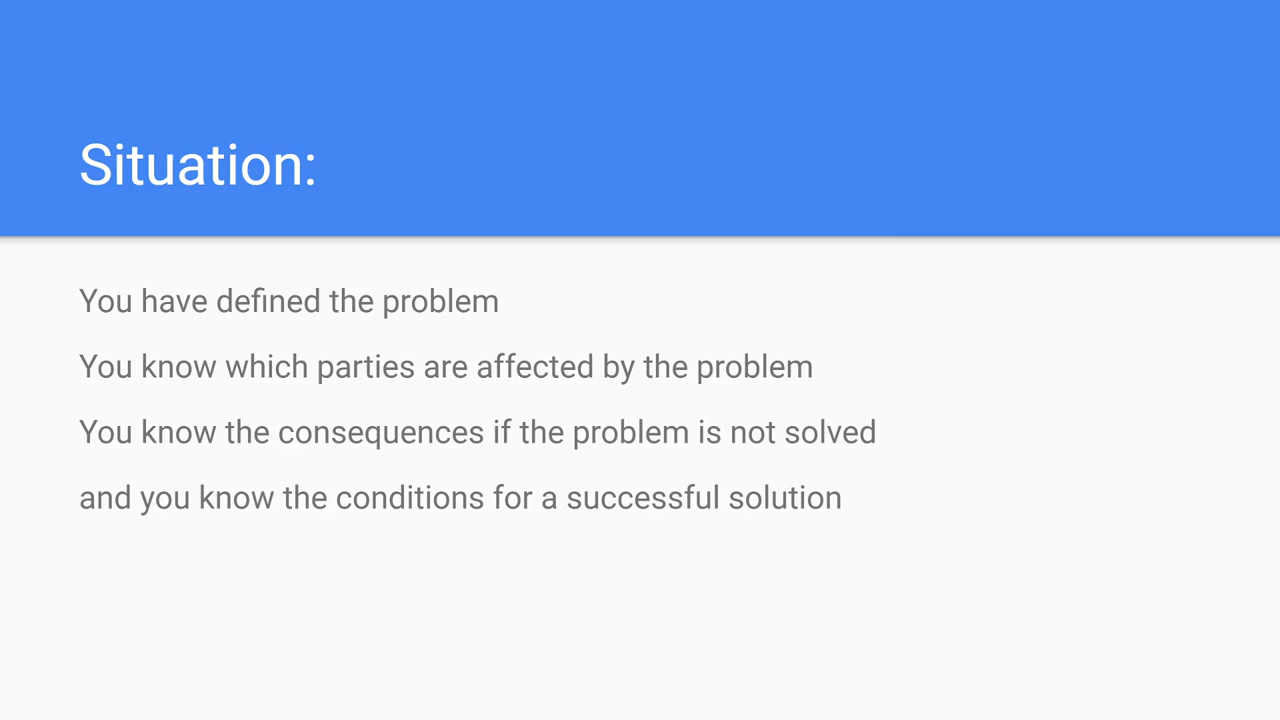 Situation:
You have defined the problem
You know which parties are affected by the problem
You know the consequences if the problem is not solved
and you know the conditions for a successful solution